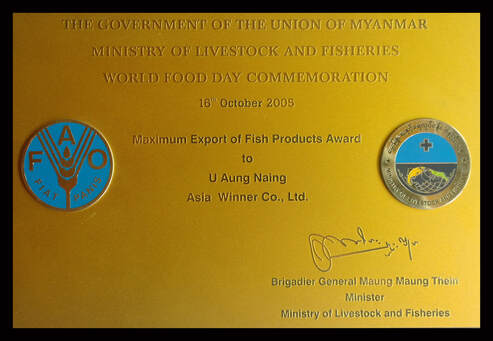 THE GOVERNMENT OF THE UNION OF MYANMAR
MINISTRY OF LIVESTOCK AND FISHERIES
WORLD FOOD DAY COMMEMORATION
16th October 2005
Maximum Export of Fish Products Award
to
U Aung Naing
Asia Winner Co., Ltd.
F A O
FIAT PANIS
Brigadier General Maung Maung Thein
Minister
Ministry of Livestock and Fisheries